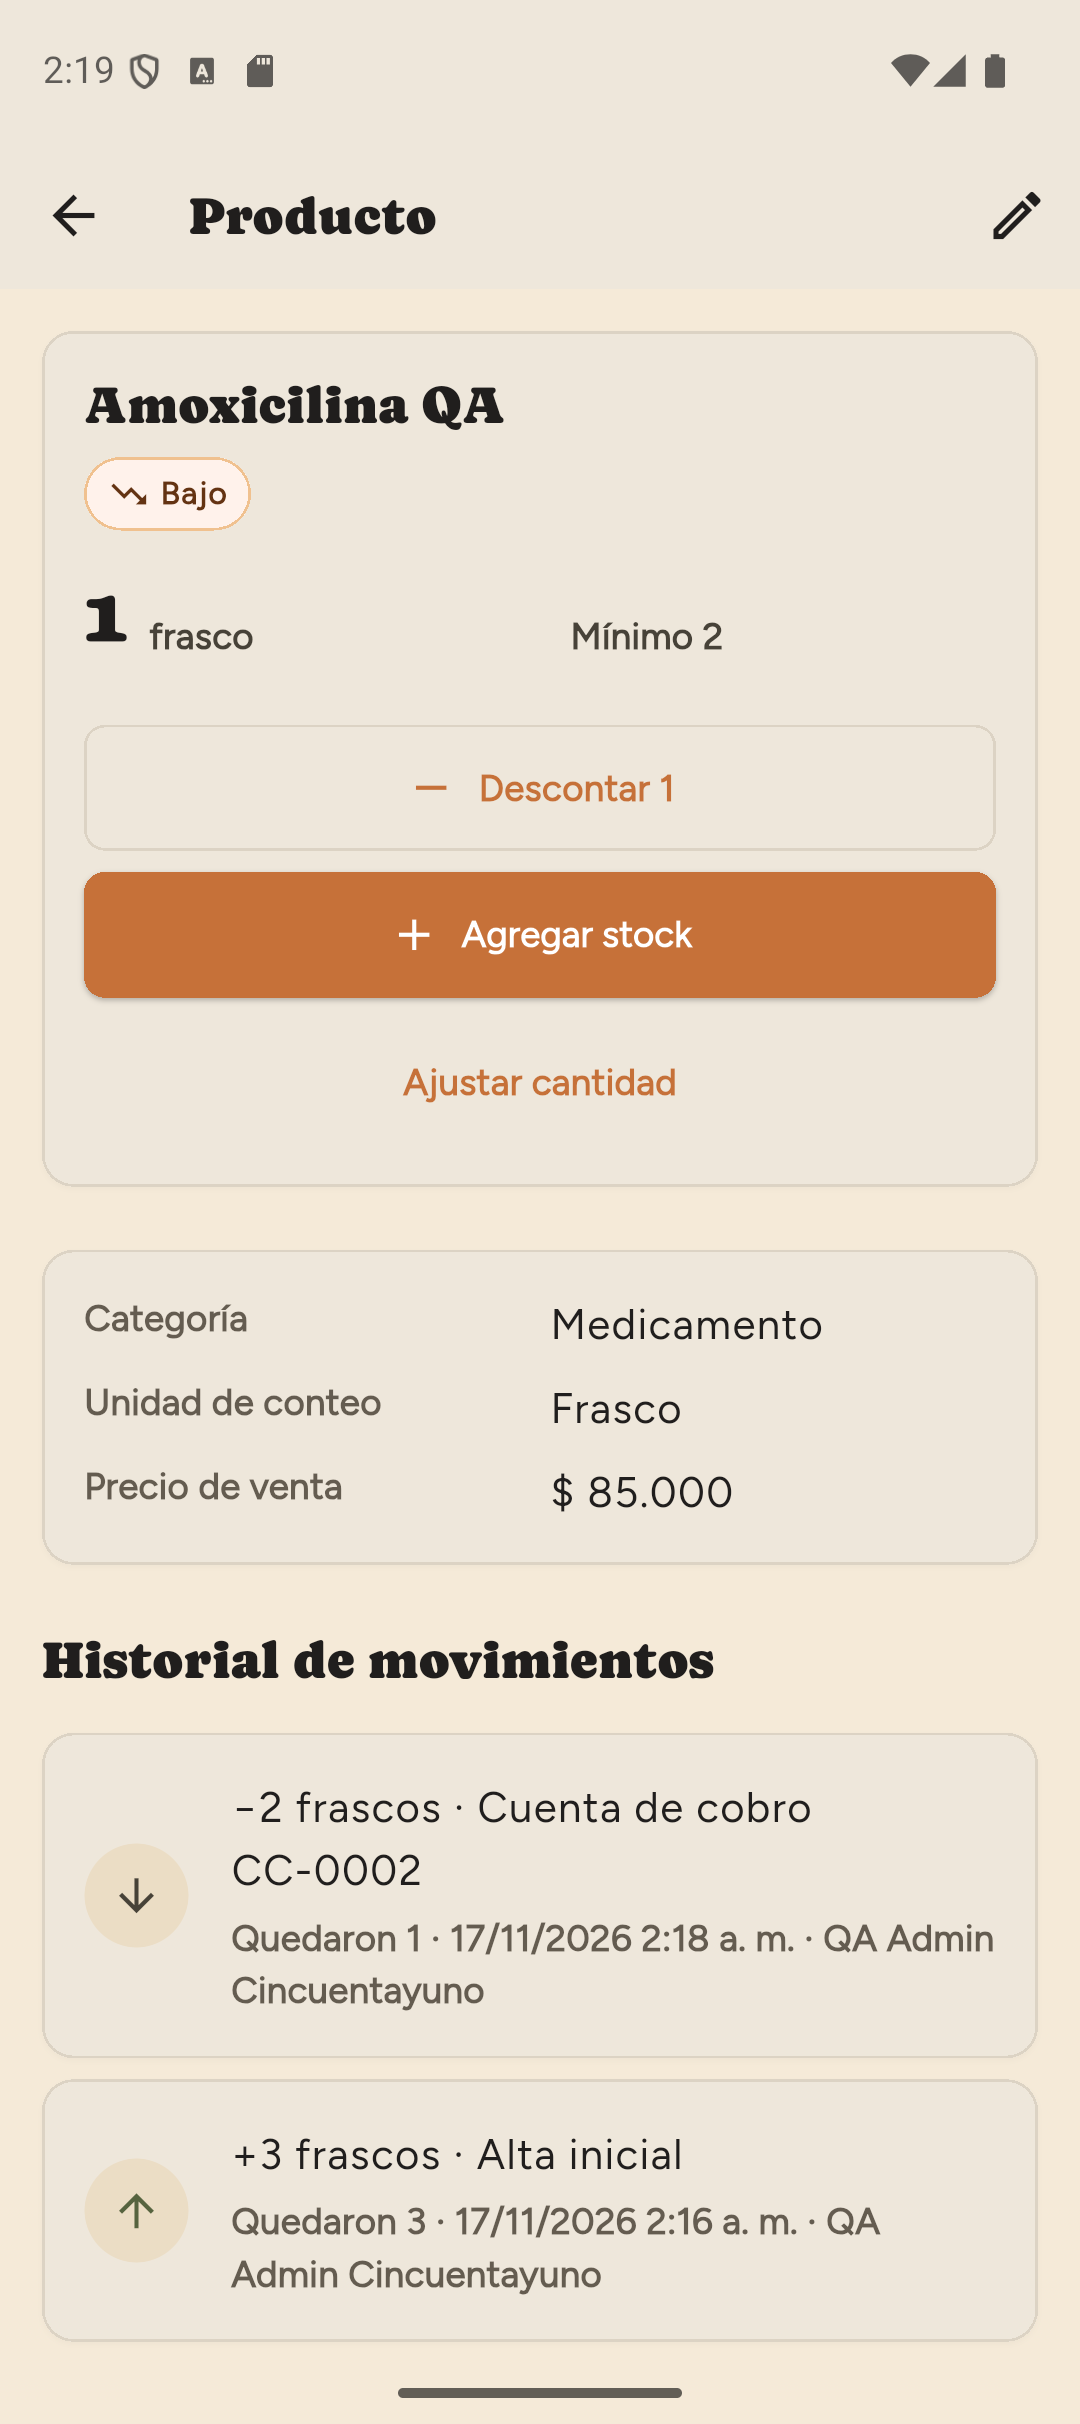 2:19
Producto
Amoxicilina QA
Bajo
1 frasco
Mínimo 2
− Descontar 1
+ Agregar stock
Ajustar cantidad
Categoría
Medicamento
Unidad de conteo
Frasco
Precio de venta
$ 85.000
Historial de movimientos
−2 frascos · Cuenta de cobro
CC-0002
Quedaron 1 · 17/11/2026 2:18 a. m. · QA Admin
Cincuentayuno
+3 frascos · Alta inicial
Quedaron 3 · 17/11/2026 2:16 a. m. · QA
Admin Cincuentayuno